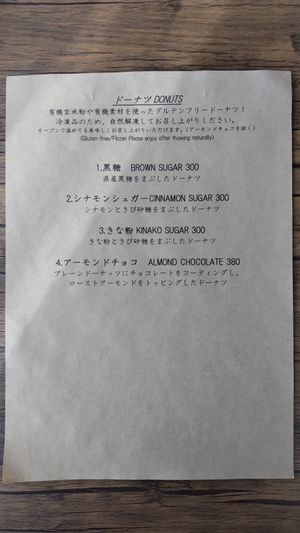 ドーナツ DONUTS
有機玄米粉や有機素材を使ったグルテンフリードーナツ！
冷凍品のため、自然解凍してお召し上がりください。
オーブンで温めても美味しくお召し上がりいただけます。(アーモンドチョコを除く)
(Gluten-free/Flozen Please enjoy after thawing naturally)
1.黒糖 BROWN SUGAR 300
県産黒糖をまぶしたドーナツ
2.シナモンシュガー CINNAMON SUGAR 300
シナモンときび砂糖をまぶしたドーナツ
3.きな粉 KINAKO SUGAR 300
きな粉ときび砂糖をまぶしたドーナツ
4.アーモンドチョコ ALMOND CHOCOLATE 380
プレーンドーナッツにチョコレートをコーティングし、
ローストアーモンドをトッピングしたドーナツ